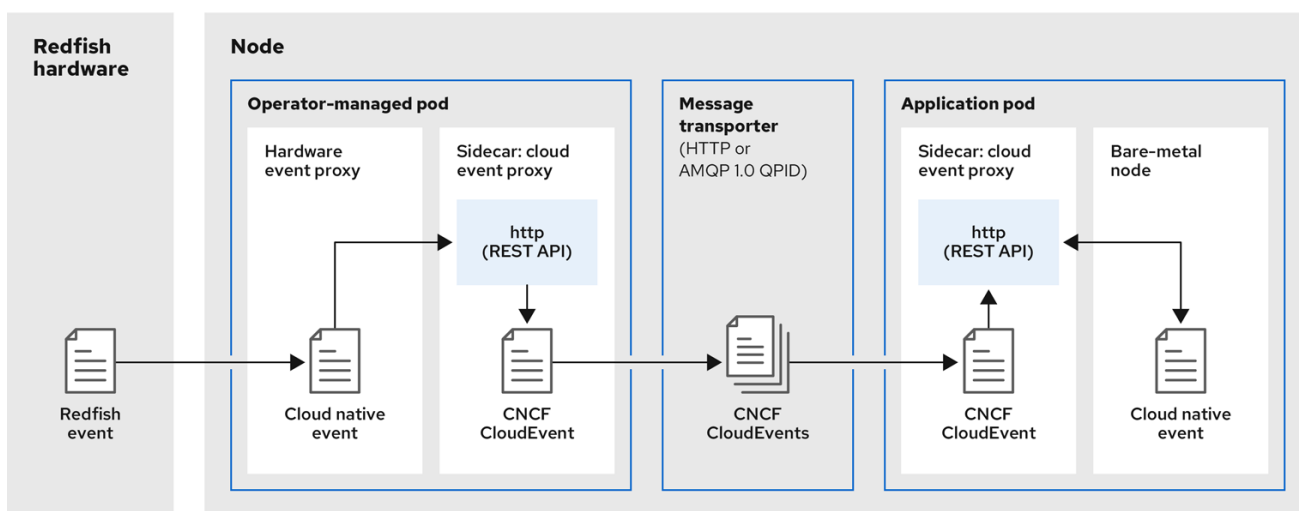 Redfish
hardware
Node
Operator-managed pod
Hardware
event proxy
Sidecar: cloud
event proxy
http
(REST API)
Redfish
event
Cloud native
event
CNCF
CloudEvent
Message
transporter
(HTTP or
AMQP 1.0 QPID)
CNCF
CloudEvents
Application pod
Sidecar: cloud
event proxy
http
(REST API)
CNCF
CloudEvent
Bare-metal
node
Cloud native
event